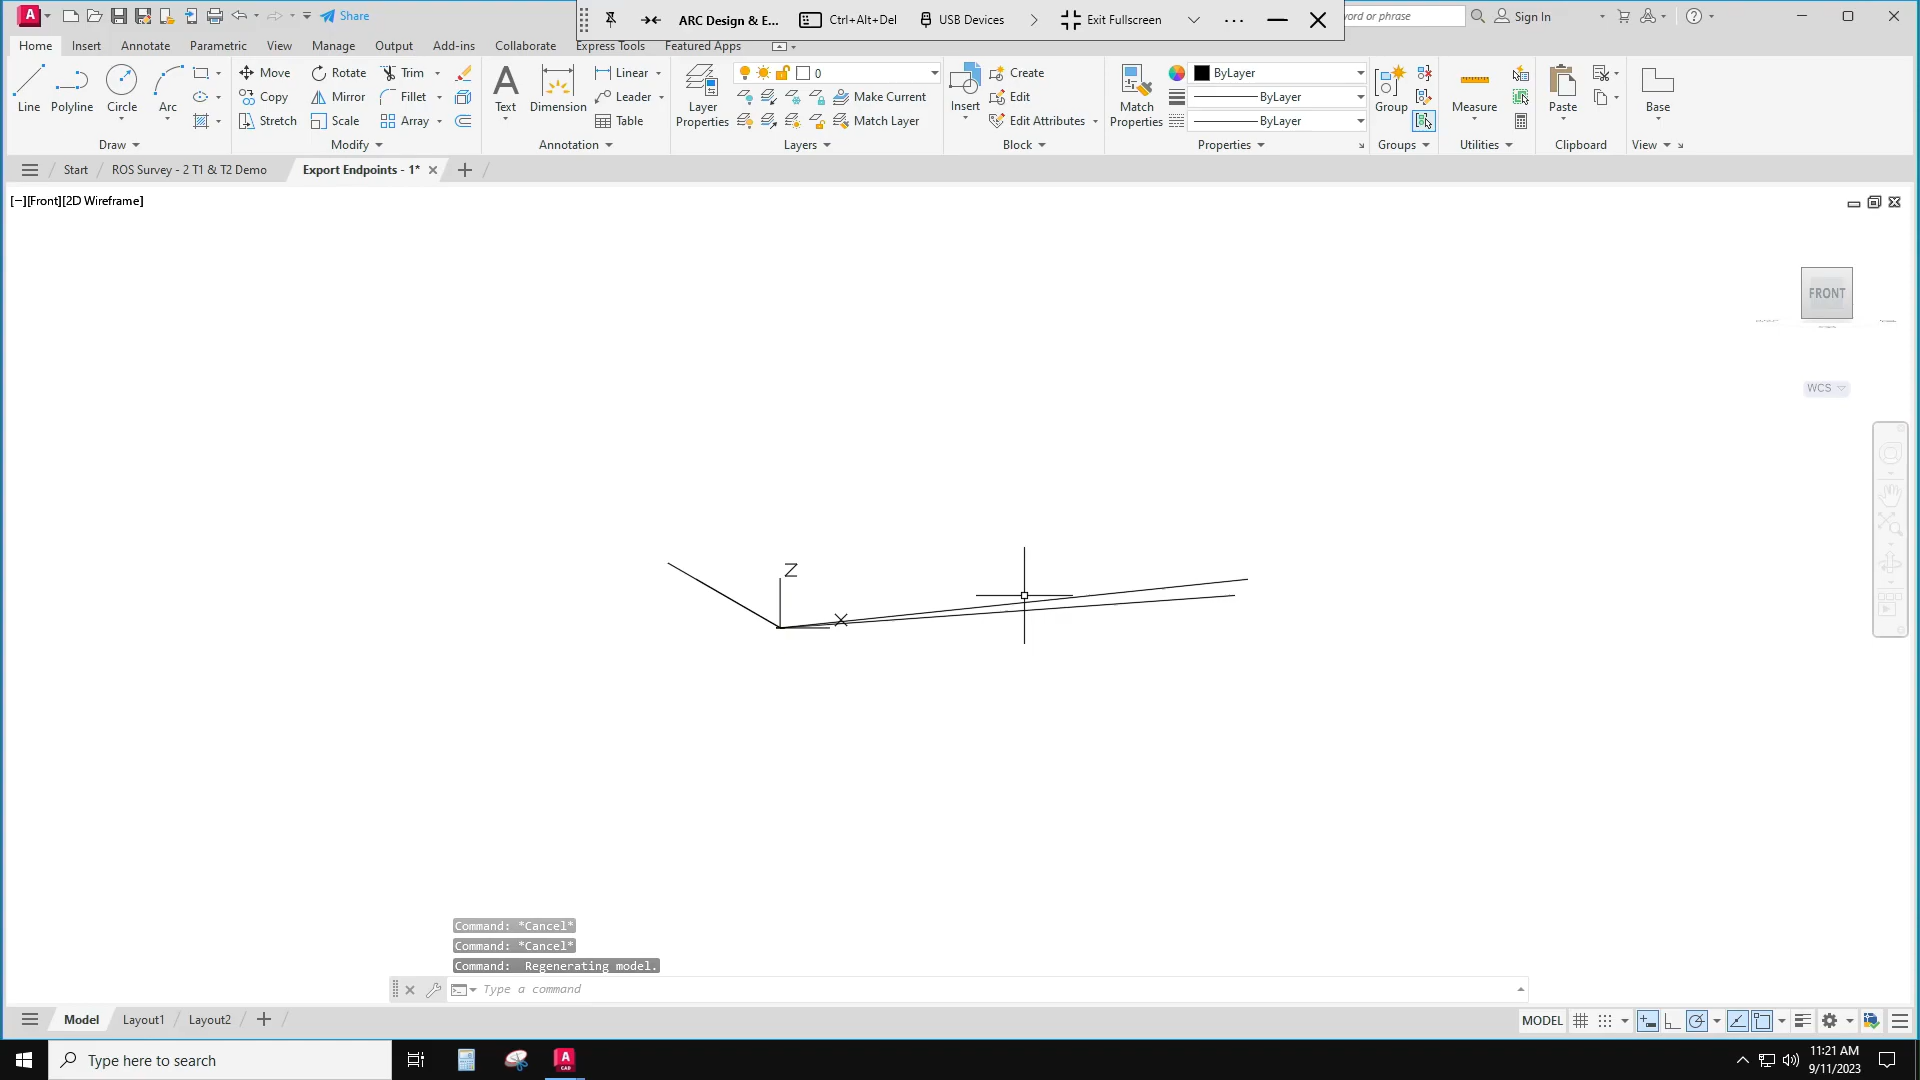 Share
ARC Design & E...
Ctrl+Alt+Del
USB Devices
Exit Fullscreen
word or phrase
Sign In
Home
Insert
Annotate
Parametric
View
Manage
Output
Add-ins
Collaborate
Express Tools
Featured Apps
Line
Polyline
Circle
Arc
Draw
Move
Rotate
Trim
Copy
Mirror
Fillet
Stretch
Scale
Array
Modify
Text
Dimension
Linear
Leader
Table
Annotation
Layer
Properties
0
Make Current
Match Layer
Layers
Insert
Create
Edit
Edit Attributes
Block
Match
Properties
ByLayer
ByLayer
ByLayer
Properties
Group
Groups
Measure
Utilities
Paste
Clipboard
Base
View
Start
ROS Survey - 2 T1 & T2 Demo
Export Endpoints - 1*
[−][Front][2D Wireframe]
FRONT
WCS
Z
X
Command: *Cancel*
Command: *Cancel*
Command:  Regenerating model.
Type a command
Model
Layout1
Layout2
MODEL
Type here to search
11:21 AM
9/11/2023